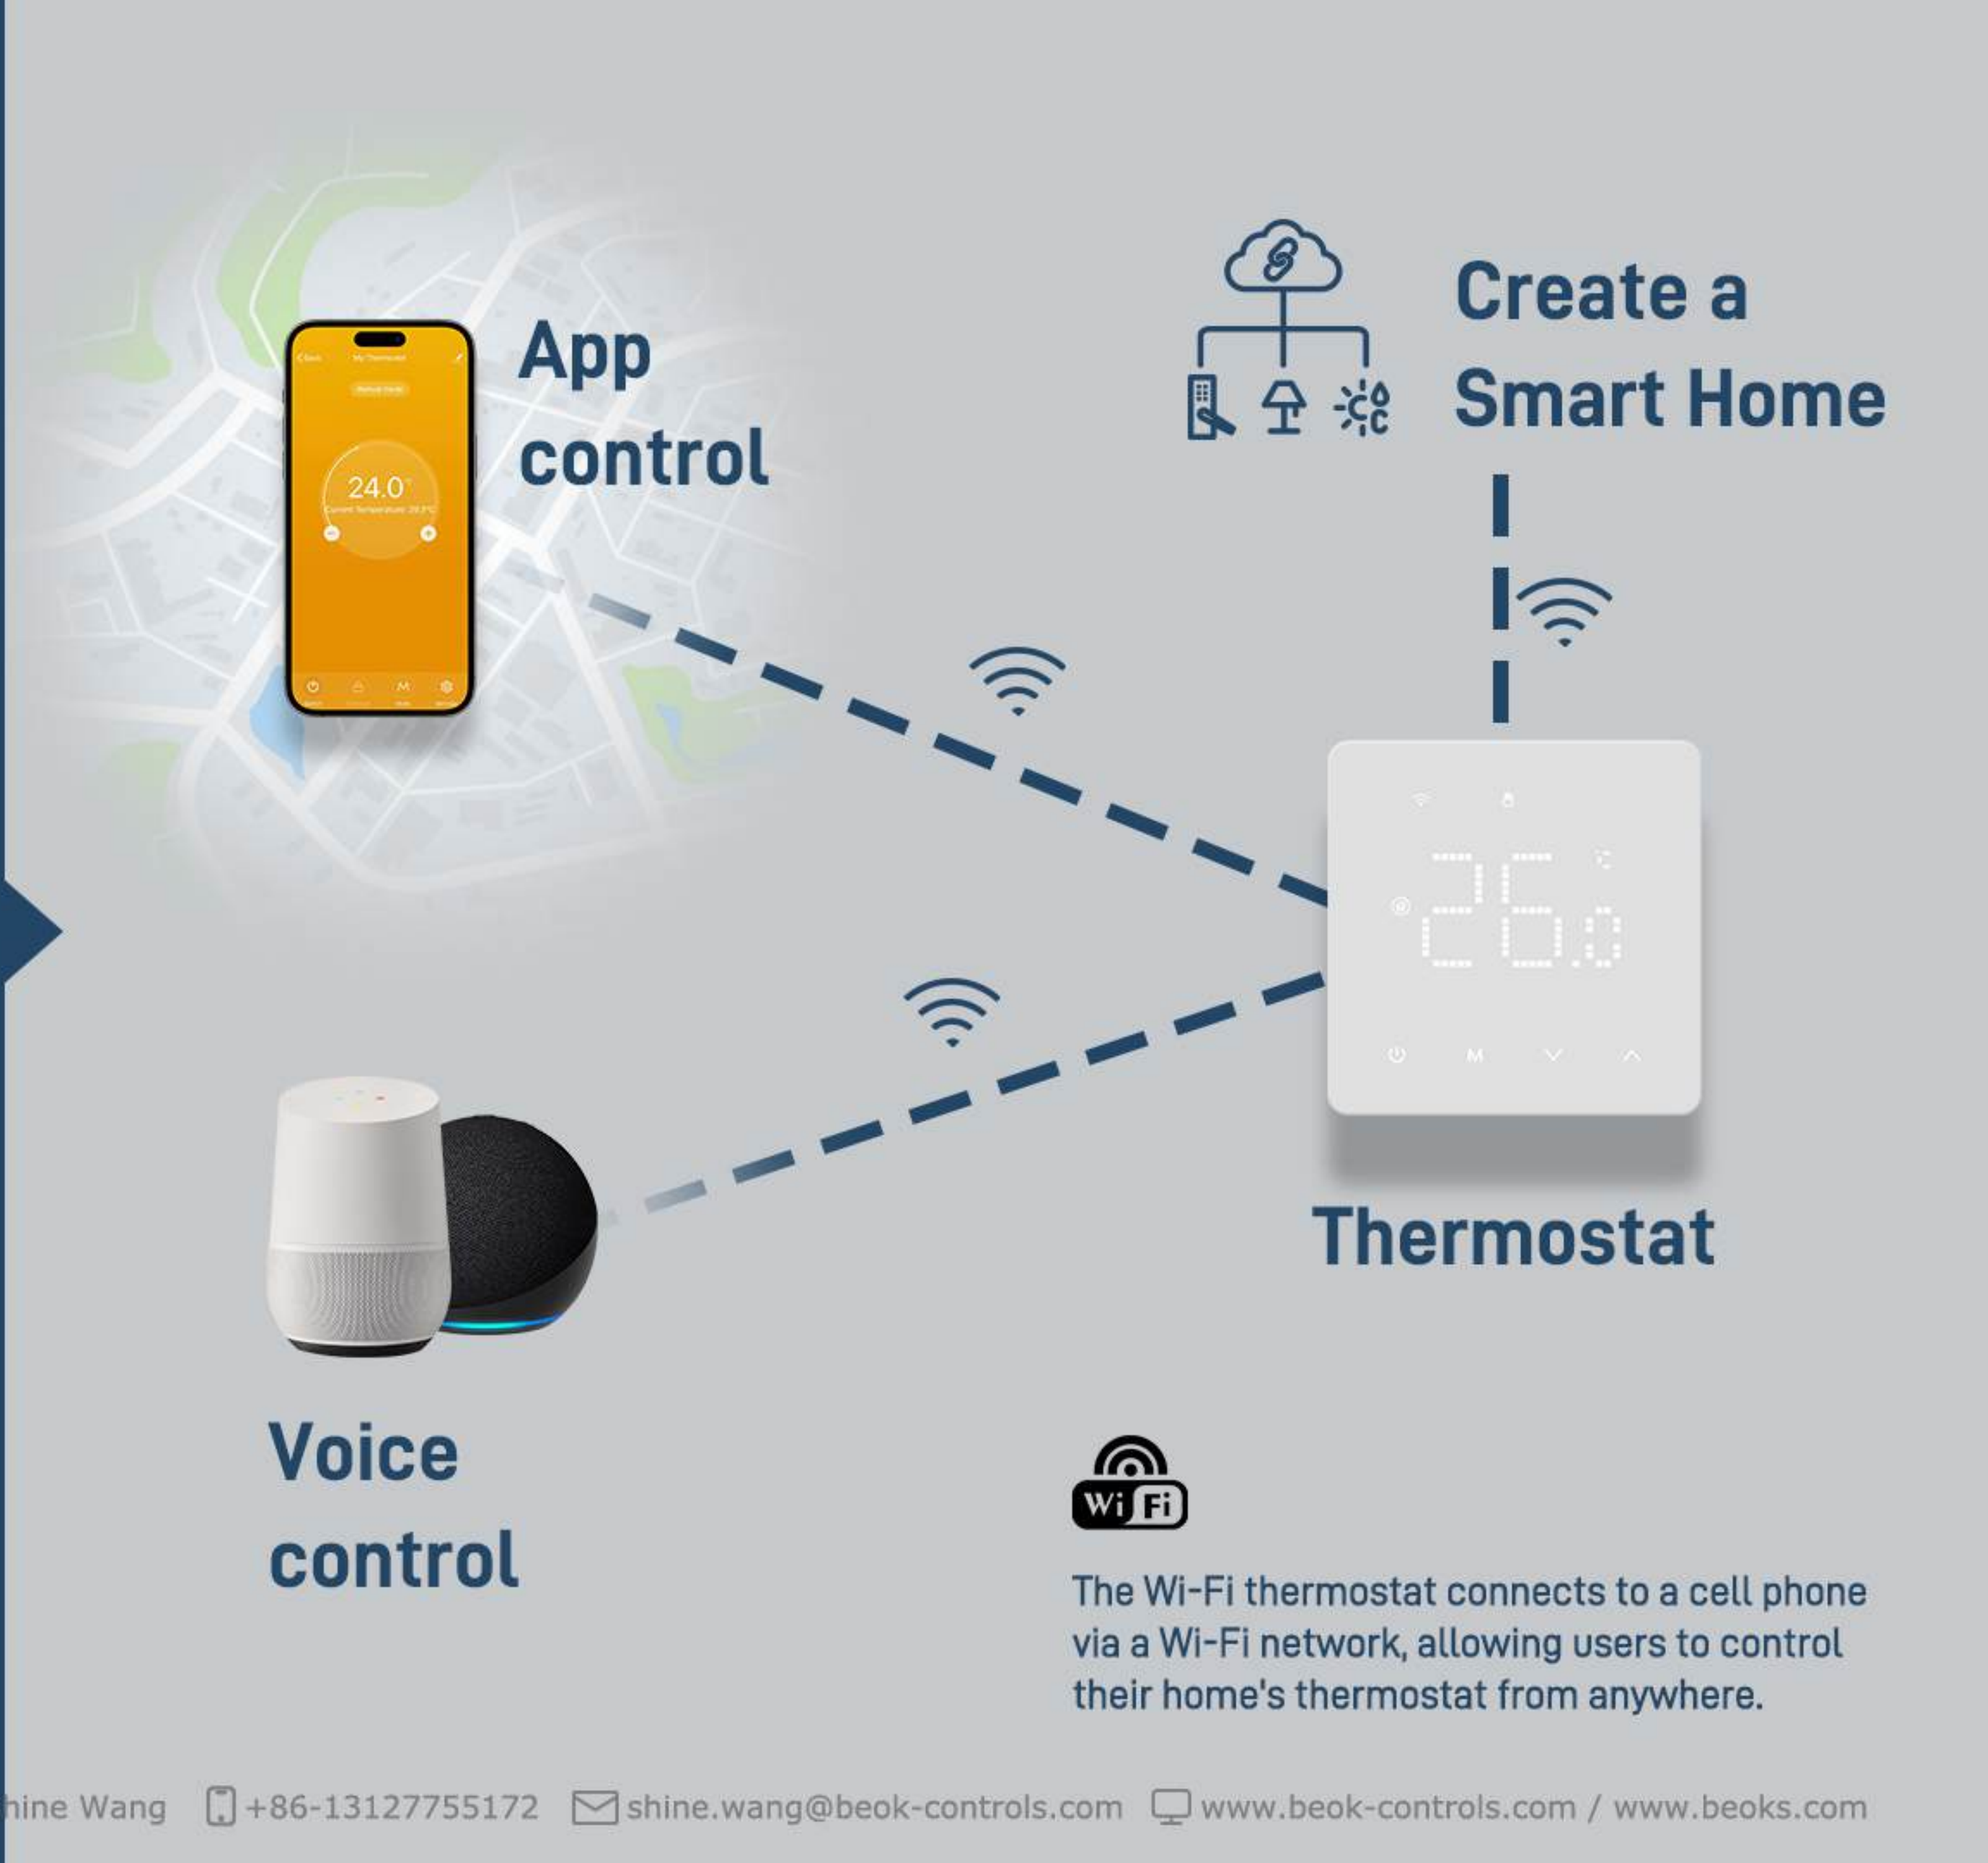 App
control
Create a
Smart Home
My Thermostat
24.0°
26.0
M
Thermostat
Voice
control
Wi Fi
The Wi-Fi thermostat connects to a cell phone
via a Wi-Fi network, allowing users to control
their home's thermostat from anywhere.
hine Wang +86-13127755172 shine.wang@beok-controls.com www.beok-controls.com / www.beoks.com